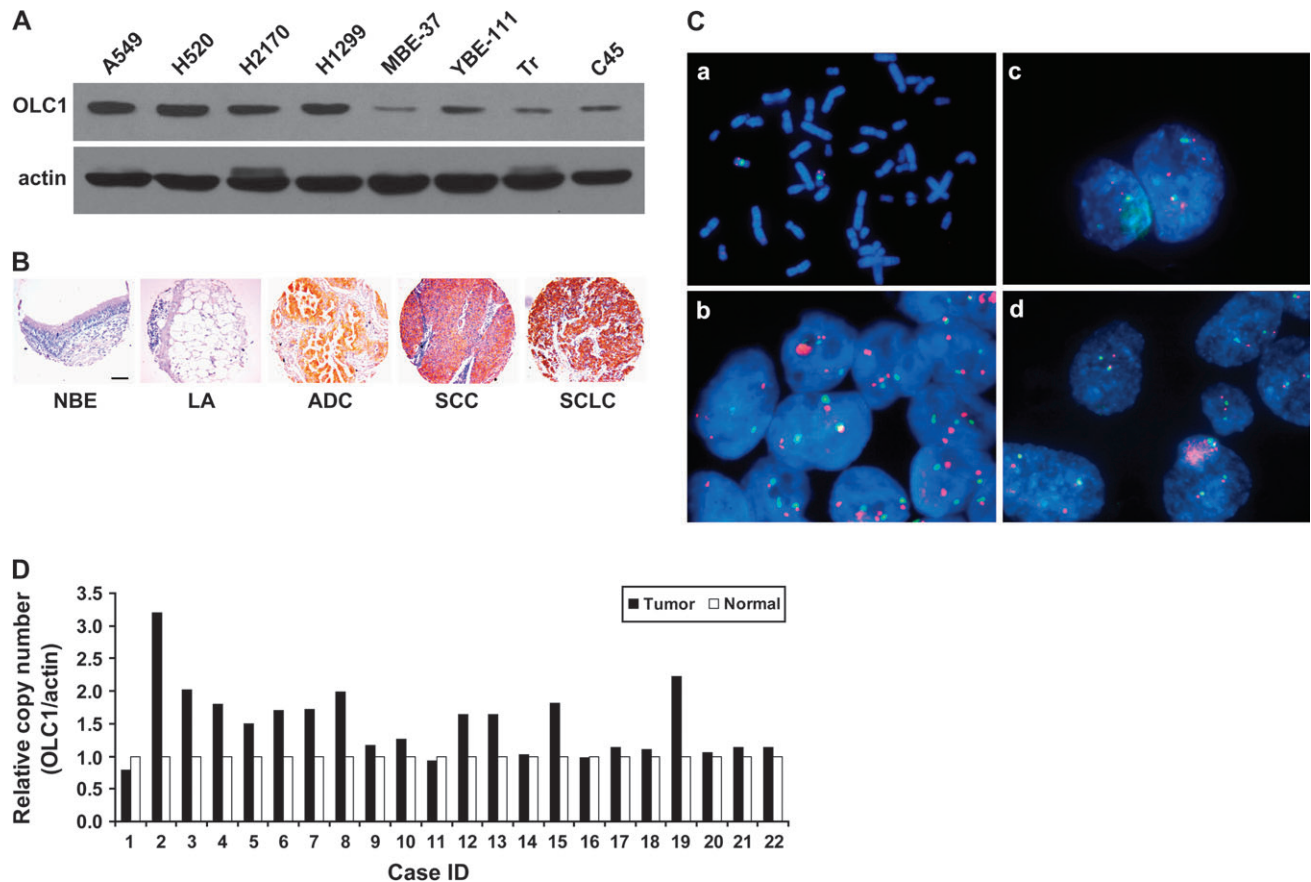 A
A549 H520 H2170 H1299 MBE-37 YBE-111 Tr C45
OLC1
actin
B
NBE LA ADC SCC SCLC
C
a
c
b
d
D
Relative copy number
(OLC1/actin)
3.5
3.0
2.5
2.0
1.5
1.0
0.5
0.0
Tumor Normal
1 2 3 4 5 6 7 8 9 10 11 12 13 14 15 16 17 18 19 20 21 22
Case ID